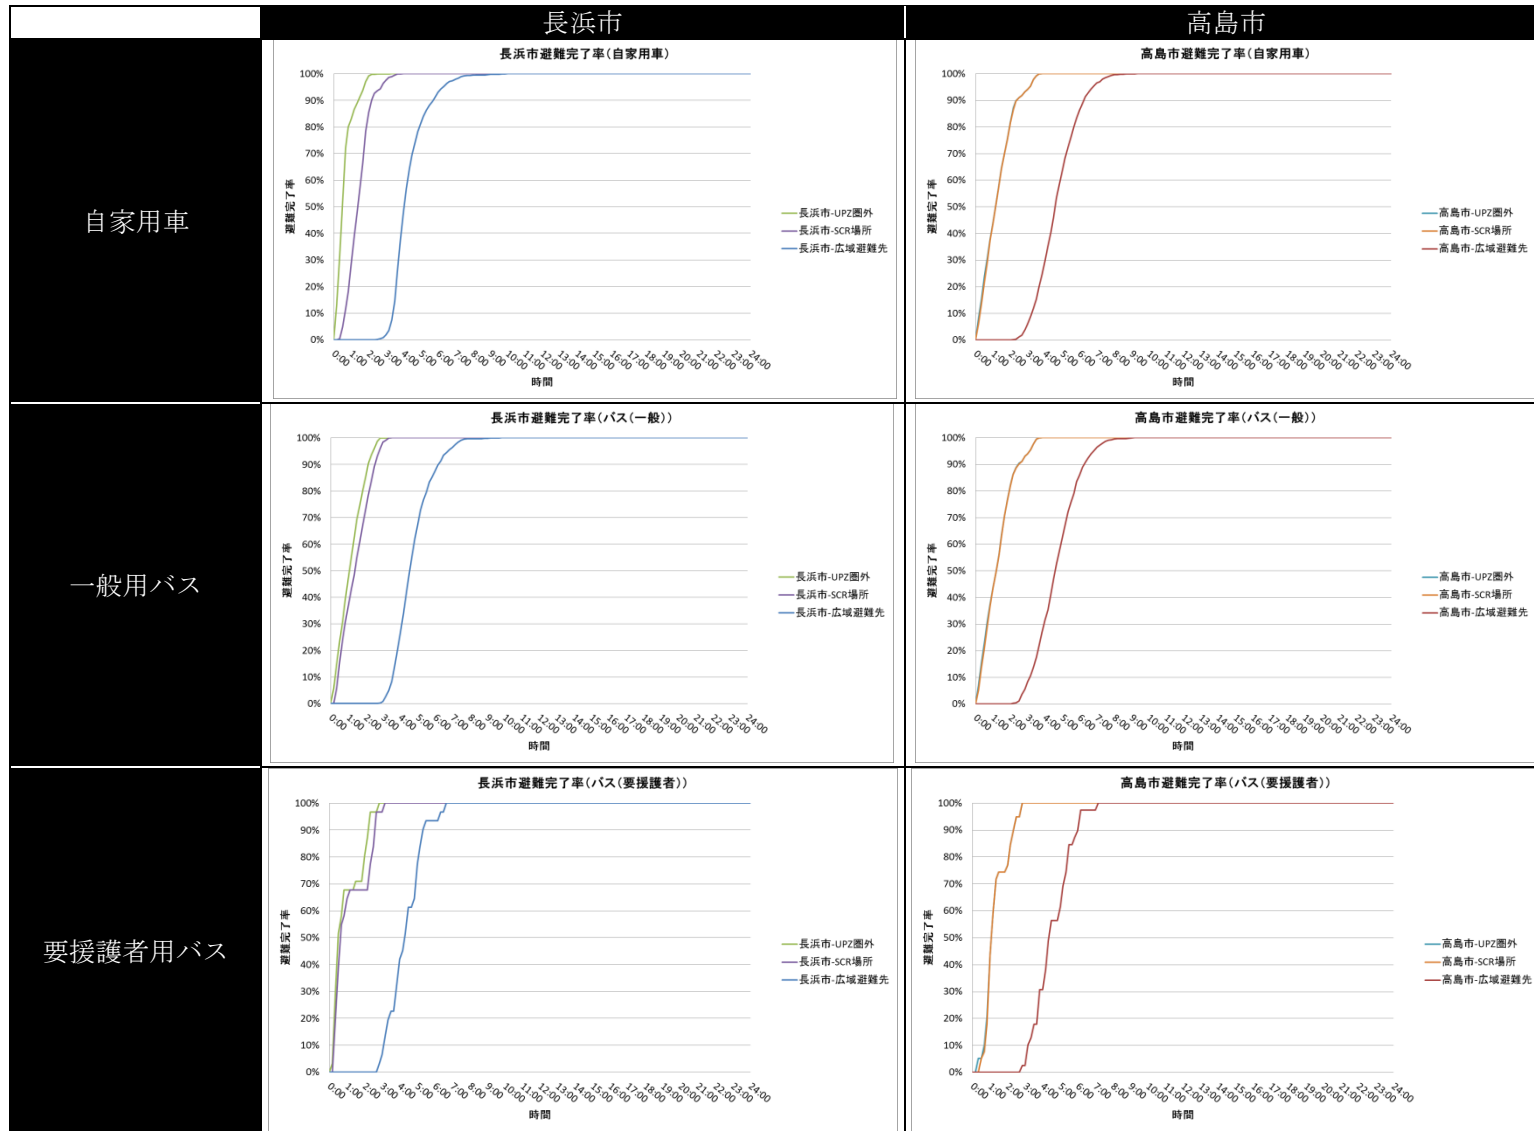 長浜市
高島市
自家用車
長浜市避難完了率(自家用車)
100%
90%
80%
70%
60%
50%
40%
30%
20%
10%
0%
避難完了率
0:00 1:00 2:00 3:00 4:00 5:00 6:00 7:00 8:00 9:00 10:00 11:00 12:00 13:00 14:00 15:00 16:00 17:00 18:00 19:00 20:00 21:00 22:00 23:00 24:00
時間
長浜市-UPZ圏外
長浜市-SCR場所
長浜市-広域避難先
高島市避難完了率(自家用車)
100%
90%
80%
70%
60%
50%
40%
30%
20%
10%
0%
避難完了率
0:00 1:00 2:00 3:00 4:00 5:00 6:00 7:00 8:00 9:00 10:00 11:00 12:00 13:00 14:00 15:00 16:00 17:00 18:00 19:00 20:00 21:00 22:00 23:00 24:00
時間
高島市-UPZ圏外
高島市-SCR場所
高島市-広域避難先
一般用バス
長浜市避難完了率(バス(一般))
100%
90%
80%
70%
60%
50%
40%
30%
20%
10%
0%
避難完了率
0:00 1:00 2:00 3:00 4:00 5:00 6:00 7:00 8:00 9:00 10:00 11:00 12:00 13:00 14:00 15:00 16:00 17:00 18:00 19:00 20:00 21:00 22:00 23:00 24:00
時間
長浜市-UPZ圏外
長浜市-SCR場所
長浜市-広域避難先
高島市避難完了率(バス(一般))
100%
90%
80%
70%
60%
50%
40%
30%
20%
10%
0%
避難完了率
0:00 1:00 2:00 3:00 4:00 5:00 6:00 7:00 8:00 9:00 10:00 11:00 12:00 13:00 14:00 15:00 16:00 17:00 18:00 19:00 20:00 21:00 22:00 23:00 24:00
時間
高島市-UPZ圏外
高島市-SCR場所
高島市-広域避難先
要援護者用バス
長浜市避難完了率(バス(要援護者))
100%
90%
80%
70%
60%
50%
40%
30%
20%
10%
0%
避難完了率
0:00 1:00 2:00 3:00 4:00 5:00 6:00 7:00 8:00 9:00 10:00 11:00 12:00 13:00 14:00 15:00 16:00 17:00 18:00 19:00 20:00 21:00 22:00 23:00 24:00
時間
長浜市-UPZ圏外
長浜市-SCR場所
長浜市-広域避難先
高島市避難完了率(バス(要援護者))
100%
90%
80%
70%
60%
50%
40%
30%
20%
10%
0%
避難完了率
0:00 1:00 2:00 3:00 4:00 5:00 6:00 7:00 8:00 9:00 10:00 11:00 12:00 13:00 14:00 15:00 16:00 17:00 18:00 19:00 20:00 21:00 22:00 23:00 24:00
時間
高島市-UPZ圏外
高島市-SCR場所
高島市-広域避難先